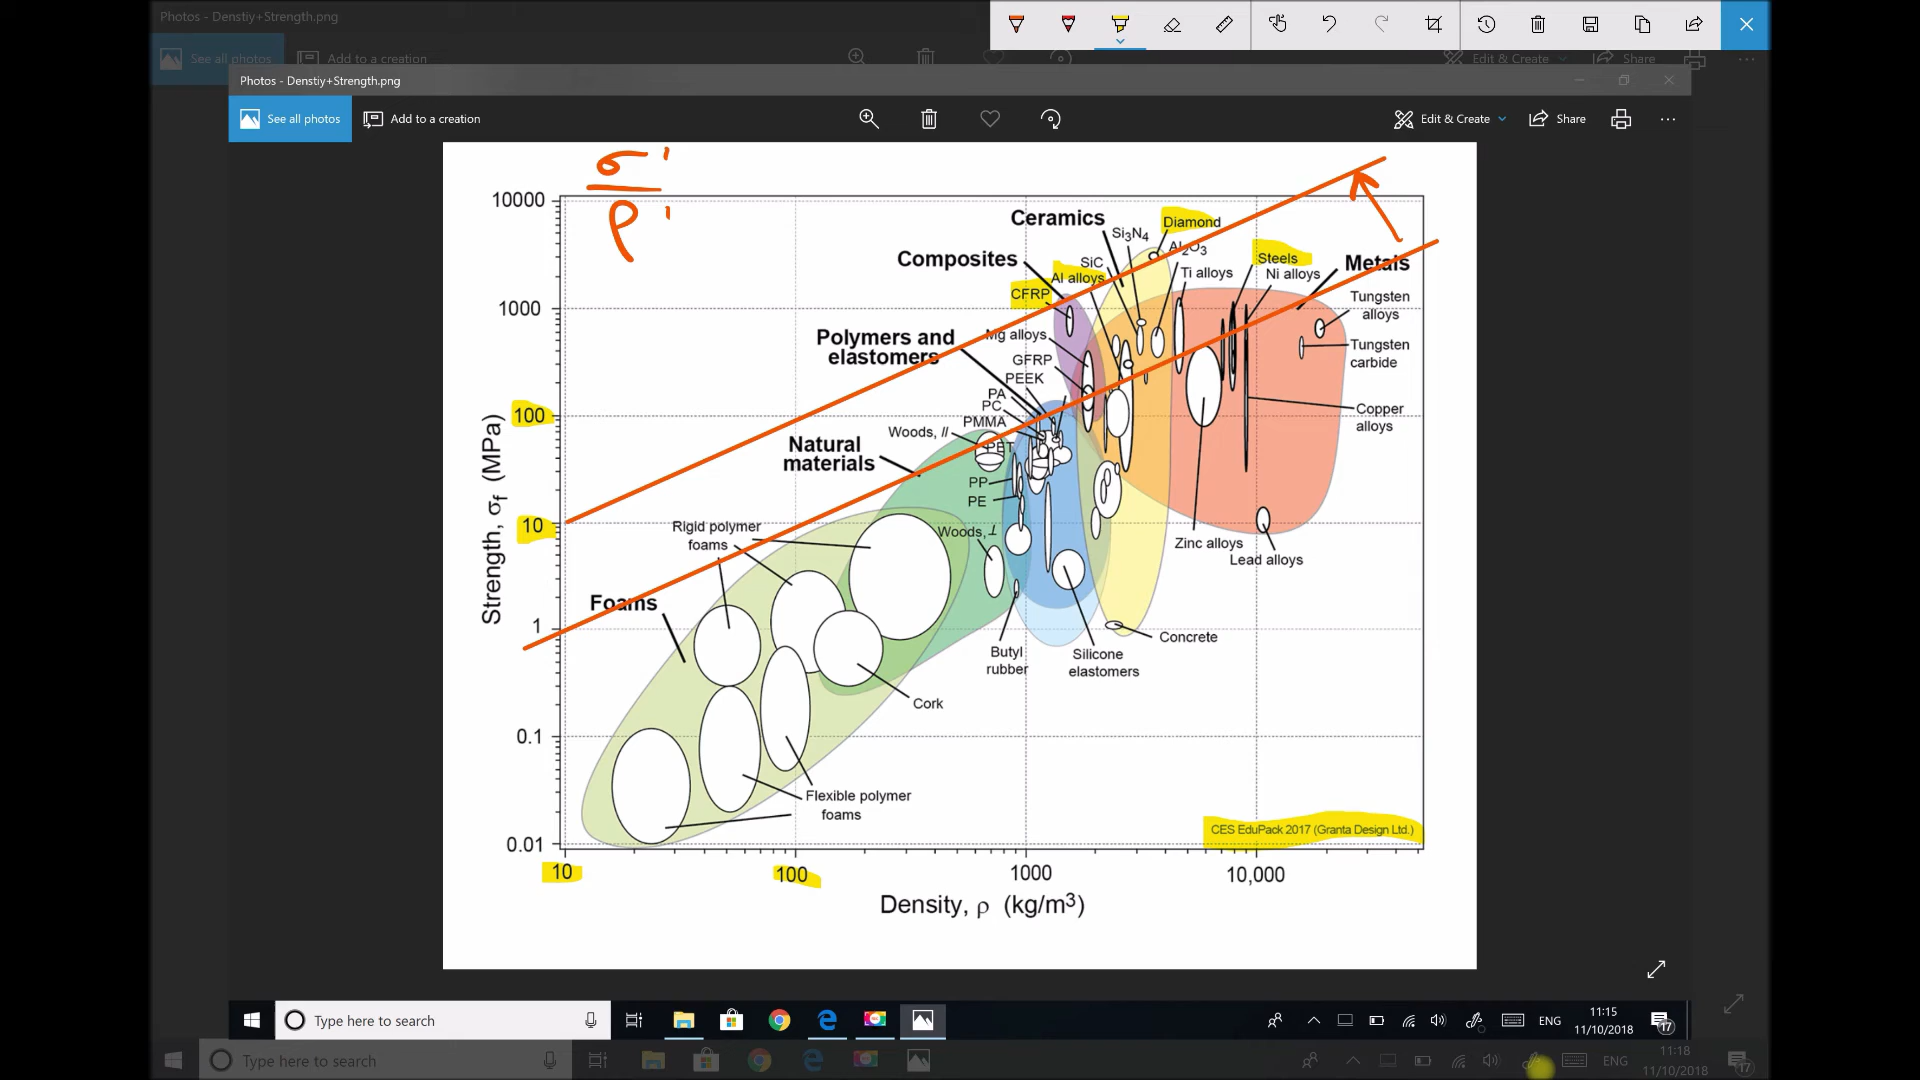 Photos - Denstiy+Strength.png
See all photos
Add to a creation
Edit & Create
Share
Photos - Denstiy+Strength.png
See all photos
Add to a creation
Edit & Create
Share
σ
ρ
10000
1000
100
10
1
0.1
0.01
Strength, σf (MPa)
Ceramics
Diamond
Si3N4
Al2O3
Composites
SiC
Steels
Metals
Al alloys
Ti alloys
Ni alloys
CFRP
Tungsten
alloys
Polymers and
elastomers
Mg alloys
Tungsten
carbide
GFRP
PEEK
PA
PC
PMMA
Copper
alloys
Woods, //
PET
Natural
materials
PP
PE
Rigid polymer
foams
Woods, ⊥
Zinc alloys
Lead alloys
Foams
Concrete
Butyl
rubber
Silicone
elastomers
Cork
Flexible polymer
foams
CES EduPack 2017 (Granta Design Ltd.)
10
100
1000
10,000
Density, ρ (kg/m3)
Type here to search
ENG
11:15
11/10/2018
17
Type here to search
ENG
11:18
11/10/2018
17